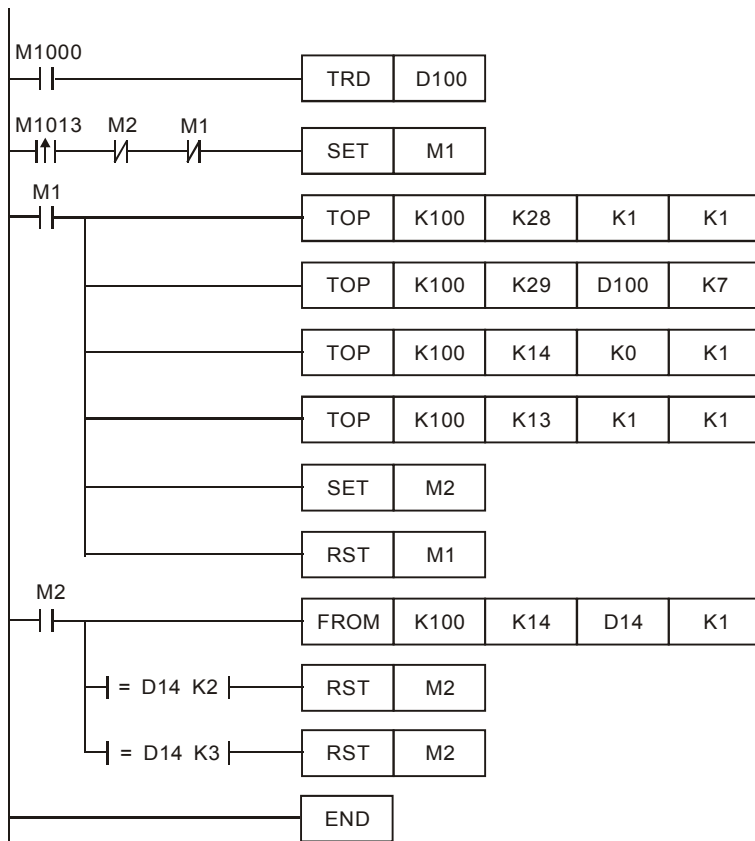 M1000
TRD D100
M1013 M2 M1
SET M1
M1
TOP K100 K28 K1 K1
TOP K100 K29 D100 K7
TOP K100 K14 K0 K1
TOP K100 K13 K1 K1
SET M2
RST M1
M2
FROM K100 K14 D14 K1
= D14 K2 RST M2
= D14 K3 RST M2
END